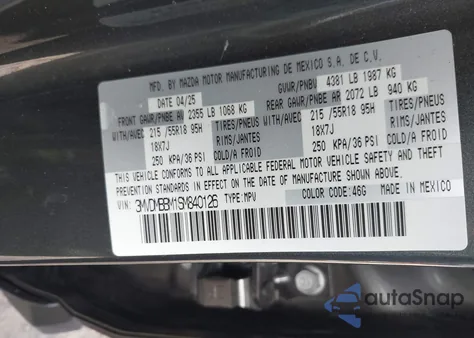 MFD. BY MAZDA MOTOR MANUFACTURING DE MEXICO S.A. DE C.V.
DATE 04/25 GVWR/PNBV 4381 LB 1987 KG
FRONT GAWR/PNBE AV 2355 LB 1068 KG REAR GAWR/PNBE AR 2072 LB 940 KG
WITH/AVEC 215 /55R18 95H TIRES/PNEUS WITH/AVEC 215 /55R18 95H TIRES/PNEUS
18X7J RIMS/JANTES 18X7J RIMS/JANTES
250 KPA/36 PSI COLD/A FROID 250 KPA/36 PSI COLD/A FROID
THIS VEHICLE CONFORMS TO ALL APPLICABLE FEDERAL MOTOR VEHICLE SAFETY AND THEFT
PREVENTION STANDARDS IN EFFECT ON THE DATE OF MANUFACTURE SHOWN ABOVE.
VIN: 3MVDMBBM1SM840126 TYPE: MPV COLOR CODE: 46G MADE IN MEXICO
autoSnap
powered by AutoBidMaster